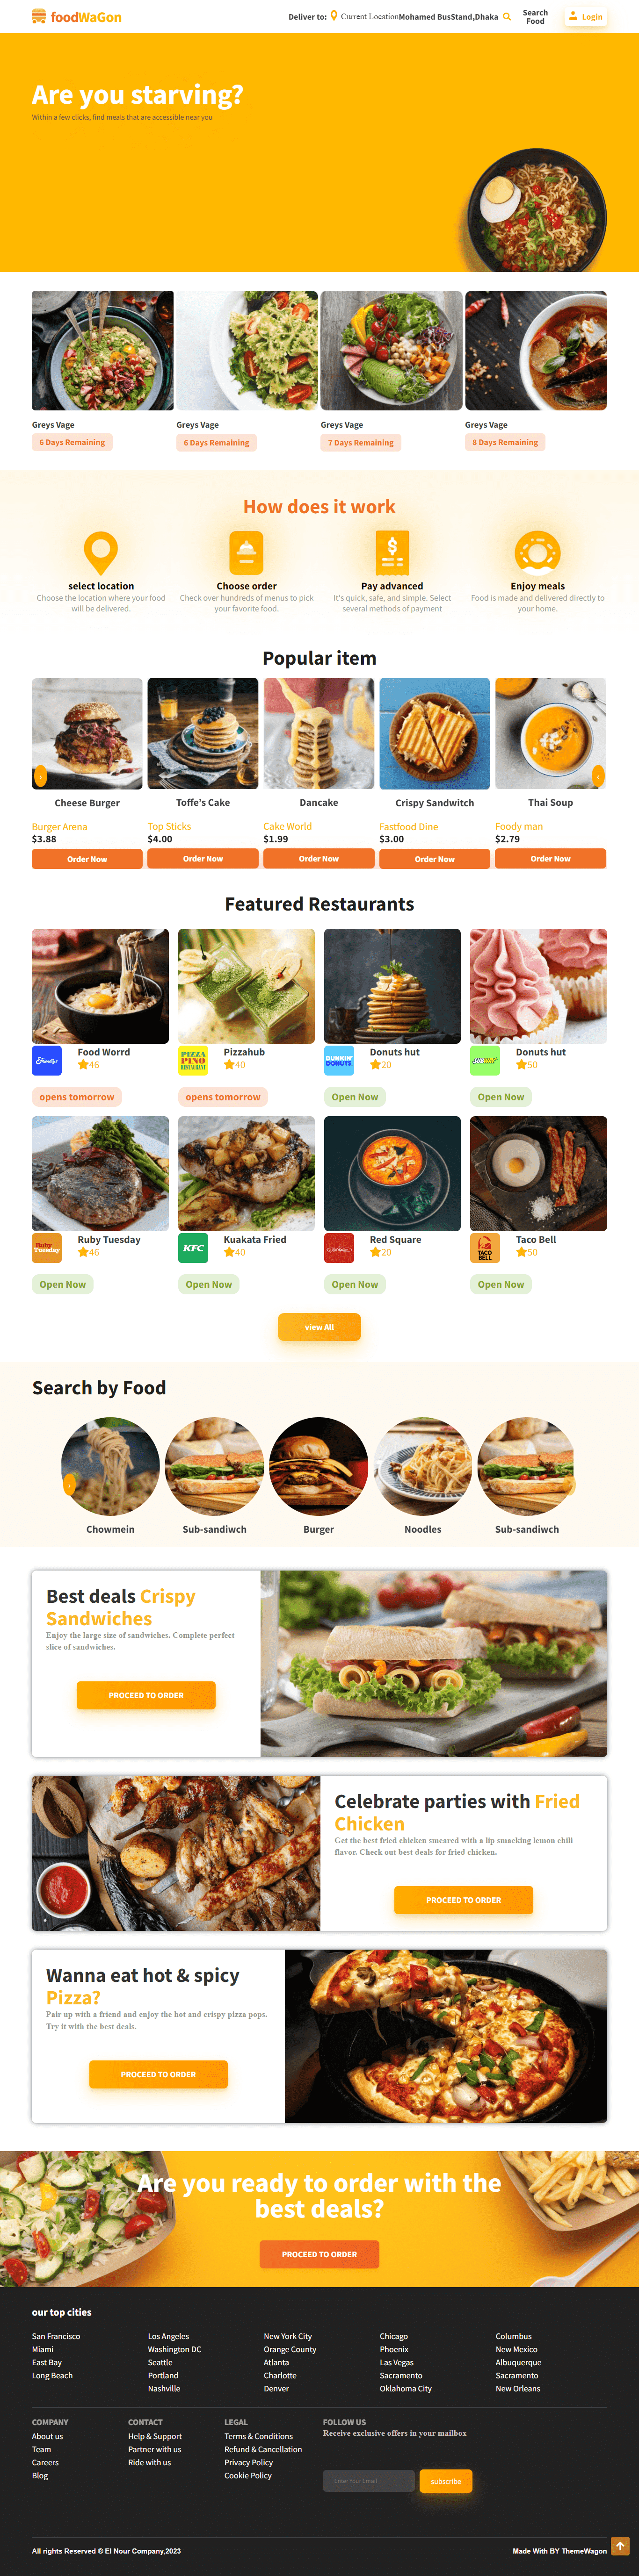 foodWaGon
Deliver to: Current LocationMohamed BusStand,Dhaka
Search Food
Login
Are you starving?
Within a few clicks, find meals that are accessible near you
Greys Vage
6 Days Remaining
Greys Vage
6 Days Remaining
Greys Vage
7 Days Remaining
Greys Vage
8 Days Remaining
How does it work
select location
Choose the location where your food
will be delivered.
Choose order
Check over hundreds of menus to pick
your favorite food.
Pay advanced
It's quick, safe, and simple. Select
several methods of payment
Enjoy meals
Food is made and delivered directly to
your home.
Popular item
Cheese Burger
Burger Arena
$3.88
Order Now
Toffe's Cake
Top Sticks
$4.00
Order Now
Dancake
Cake World
$1.99
Order Now
Crispy Sandwitch
Fastfood Dine
$3.00
Order Now
Thai Soup
Foody man
$2.79
Order Now
Featured Restaurants
Food Worrd
46
opens tomorrow
PIZZA
PINO
RESTAURANT
Pizzahub
40
opens tomorrow
DUNKIN'
DONUTS
Donuts hut
20
Open Now
SUBWAY
Donuts hut
50
Open Now
Ruby
Tuesday
Ruby Tuesday
46
Open Now
KFC
Kuakata Fried
40
Open Now
Red Square
20
Open Now
TACO
BELL
Taco Bell
50
Open Now
view All
Search by Food
Chowmein
Sub-sandiwch
Burger
Noodles
Sub-sandiwch
Best deals Crispy
Sandwiches
Enjoy the large size of sandwiches. Complete perfect
slice of sandwiches.
PROCEED TO ORDER
Celebrate parties with Fried
Chicken
Get the best fried chicken smeared with a lip smacking lemon chili
flavor. Check out best deals for fried chicken.
PROCEED TO ORDER
Wanna eat hot & spicy
Pizza?
Pair up with a friend and enjoy the hot and crispy pizza pops.
Try it with the best deals.
PROCEED TO ORDER
Are you ready to order with the
best deals?
PROCEED TO ORDER
our top cities
San Francisco
Miami
East Bay
Long Beach
Los Angeles
Washington DC
Seattle
Portland
Nashville
New York City
Orange County
Atlanta
Charlotte
Denver
Chicago
Phoenix
Las Vegas
Sacramento
Oklahoma City
Columbus
New Mexico
Albuquerque
Sacramento
New Orleans
COMPANY
About us
Team
Careers
Blog
CONTACT
Help & Support
Partner with us
Ride with us
LEGAL
Terms & Conditions
Refund & Cancellation
Privacy Policy
Cookie Policy
FOLLOW US
Receive exclusive offers in your mailbox
Enter Your Email
subscribe
All rights Reserved © El Nour Company,2023
Made With BY ThemeWagon